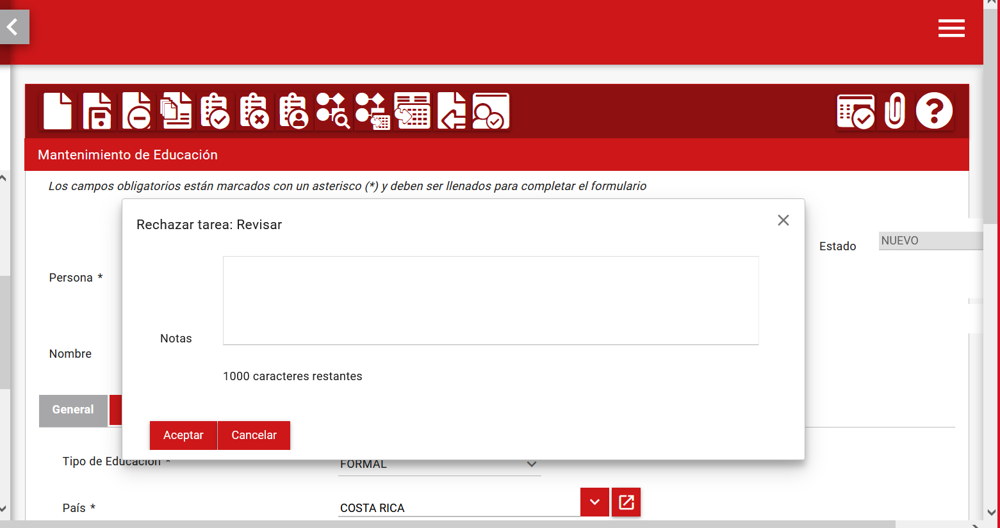 Mantenimiento de Educación
Los campos obligatorios están marcados con un asterisco (*) y deben ser llenados para completar el formulario
Rechazar tarea: Revisar
Estado
NUEVO
Persona *
Notas
Nombre
1000 caracteres restantes
General
Aceptar
Cancelar
Tipo de Educación *
FORMAL
País *
COSTA RICA